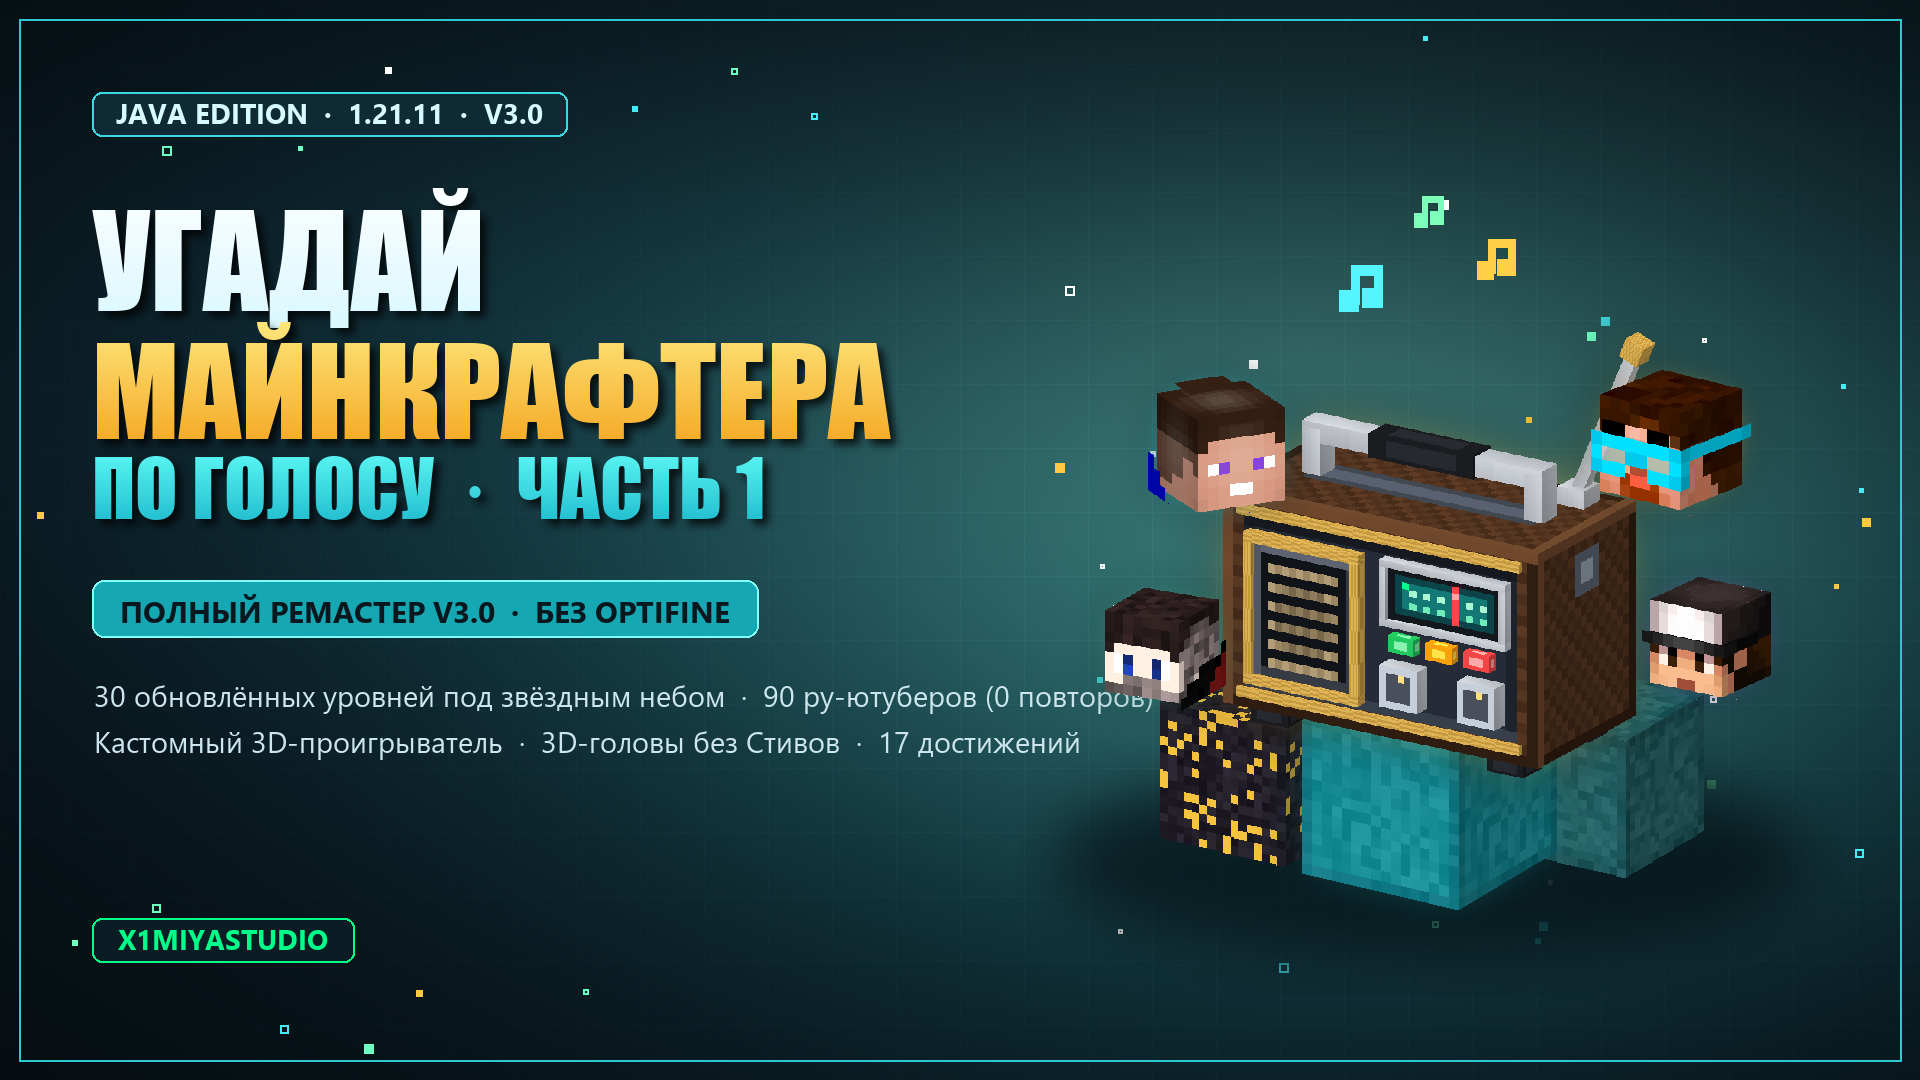 JAVA EDITION · 1.21.11 · V3.0
УГАДАЙ
МАЙНКРАФТЕРА
ПО ГОЛОСУ · ЧАСТЬ 1
ПОЛНЫЙ РЕМАСТЕР V3.0 · БЕЗ OPTIFINE
30 обновлённых уровней под звёздным небом · 90 ру-ютуберов (0 повторов)
Кастомный 3D-проигрыватель · 3D-головы без Стивов · 17 достижений
X1MIYASTUDIO